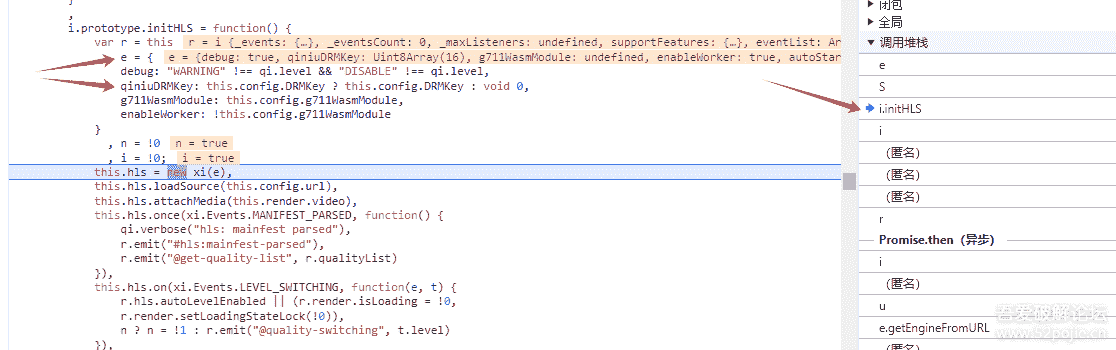 }
,
i.prototype.initHLS = function() {
var r = this   r = i {_events: {…}, _eventsCount: 0, _maxListeners: undefined, supportFeatures: {…}, eventList: Arr
e = {   e = {debug: true, qiniuDRMKey: Uint8Array(16), g711WasmModule: undefined, enableWorker: true, autoStar
debug: "WARNING" !== qi.level && "DISABLE" !== qi.level,
qiniuDRMKey: this.config.DRMKey ? this.config.DRMKey : void 0,
g711WasmModule: this.config.g711WasmModule,
enableWorker: !this.config.g711WasmModule
}
, n = !0   n = true
, i = !0;   i = true
this.hls = new xi(e),
this.hls.loadSource(this.config.url),
this.hls.attachMedia(this.render.video),
this.hls.once(xi.Events.MANIFEST_PARSED, function() {
qi.verbose("hls: mainfest parsed"),
r.emit("#hls:mainfest-parsed"),
r.emit("@get-quality-list", r.qualityList)
}),
this.hls.on(xi.Events.LEVEL_SWITCHING, function(e, t) {
r.hls.autoLevelEnabled || (r.render.isLoading = !0,
r.render.setLoadingStateLock(!0)),
n ? n = !1 : r.emit("@quality-switching", t.level)
}),
闭包
全局
调用堆栈
e
S
i.initHLS
i
(匿名)
(匿名)
(匿名)
r
Promise.then（异步）
i
(匿名)
u
e.getEngineFromURL
(匿名)
吾爱破解论坛
www.52pojie.cn